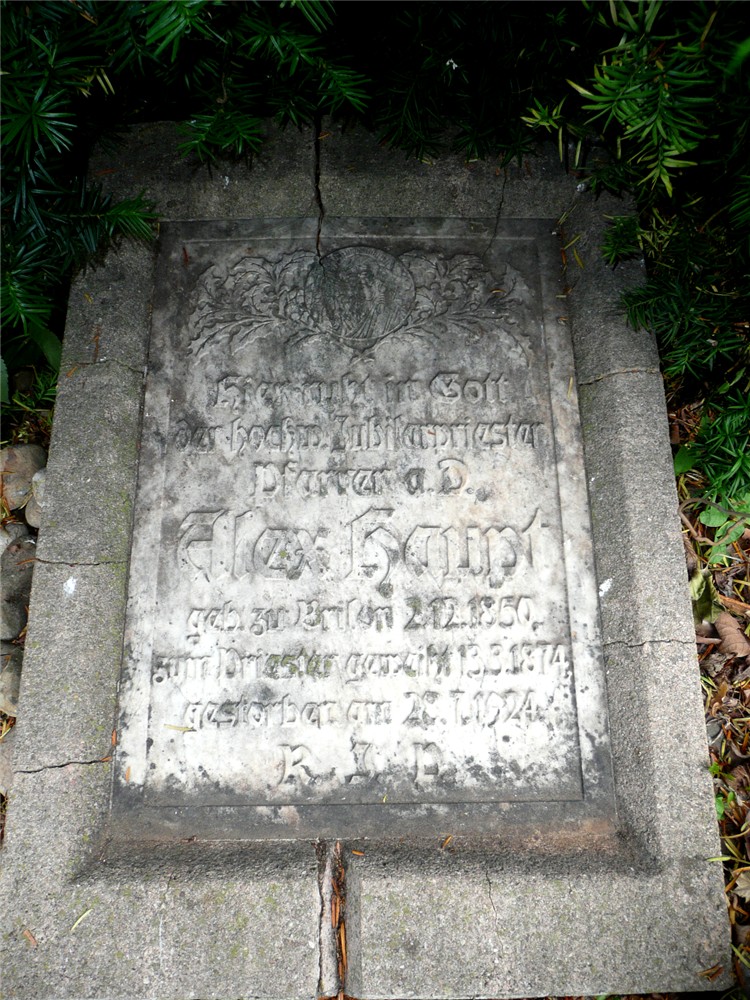 Hier ruht in Gott
der hochw. Jubilarpriester
Pfarrer a. D.
Alex Haupt
geb. zu Brilon 2.12.1850,
zum Priester geweiht 13.3.1874,
gestorben am 28.1.1924.
R. I. P.